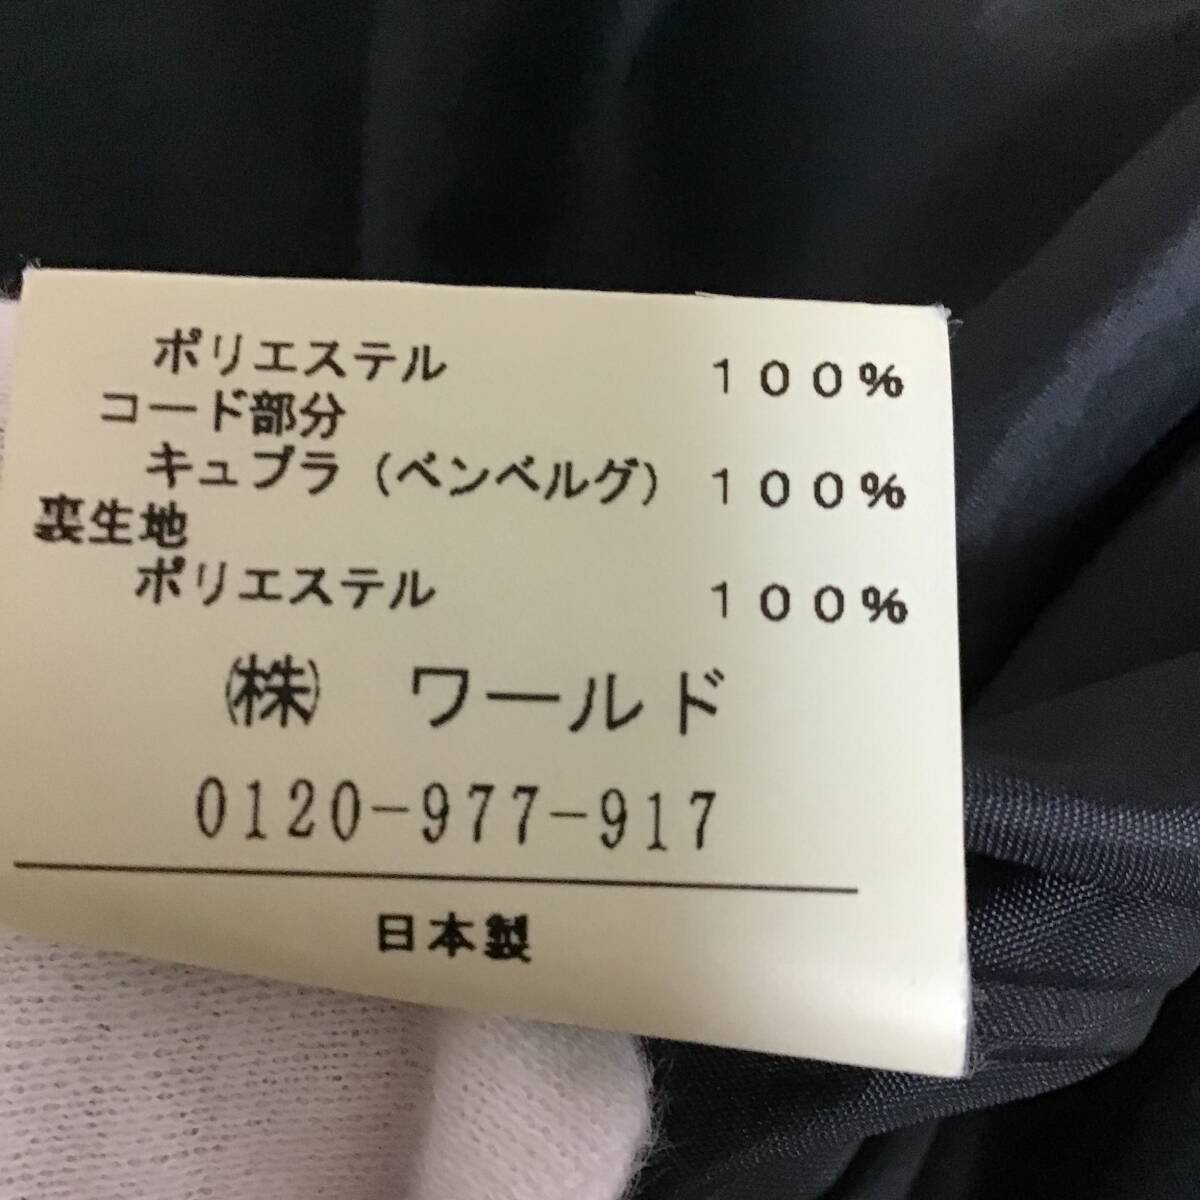 ポリエステル １００％
コード部分
キュプラ（ベンベルグ） １００％
裏生地
ポリエステル １００％
㈱ ワールド
0120-977-917
日本製